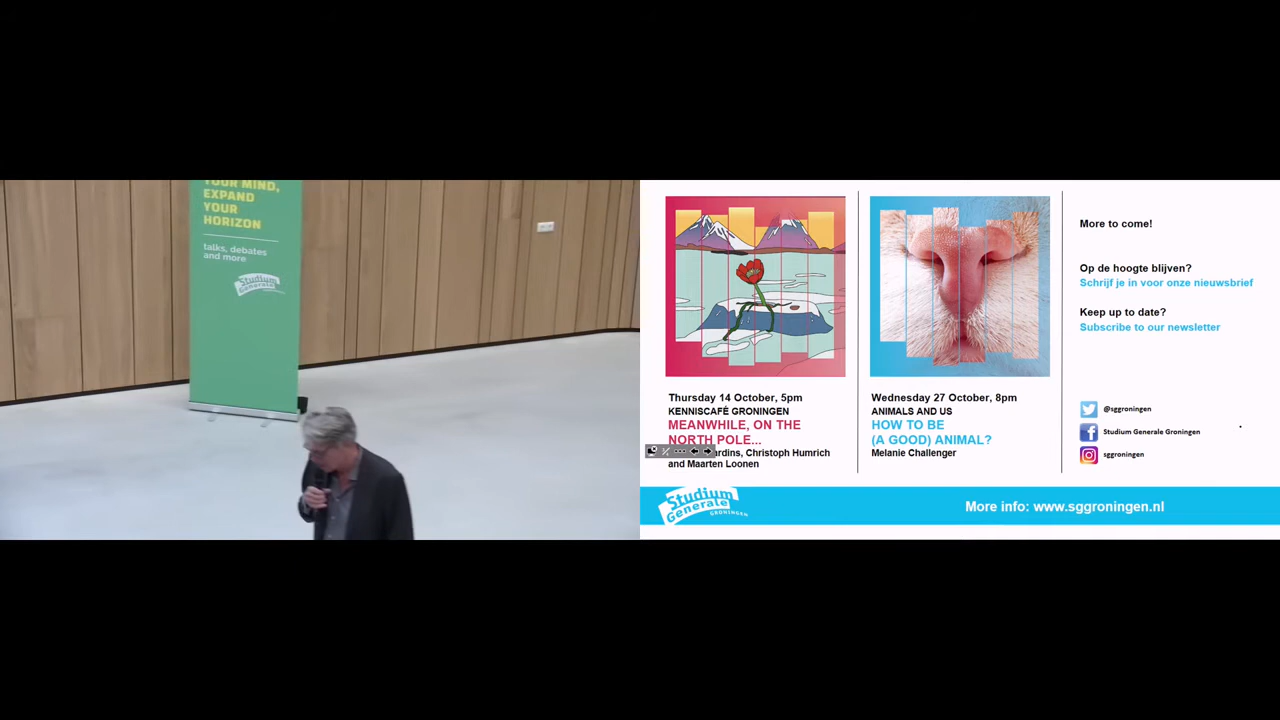 YOUR MIND,
EXPAND
YOUR
HORIZON
talks, debates
and more
Studium
Generale
Thursday 14 October, 5pm
KENNISCAFÉ GRONINGEN
MEANWHILE, ON THE
NORTH POLE...
Christoph Humrich
and Maarten Loonen
Wednesday 27 October, 8pm
ANIMALS AND US
HOW TO BE
(A GOOD) ANIMAL?
Melanie Challenger
More to come!
Op de hoogte blijven?
Schrijf je in voor onze nieuwsbrief
Keep up to date?
Subscribe to our newsletter
@sggroningen
Studium Generale Groningen
sggroningen
Studium
Generale
GRONINGEN
More info: www.sggroningen.nl